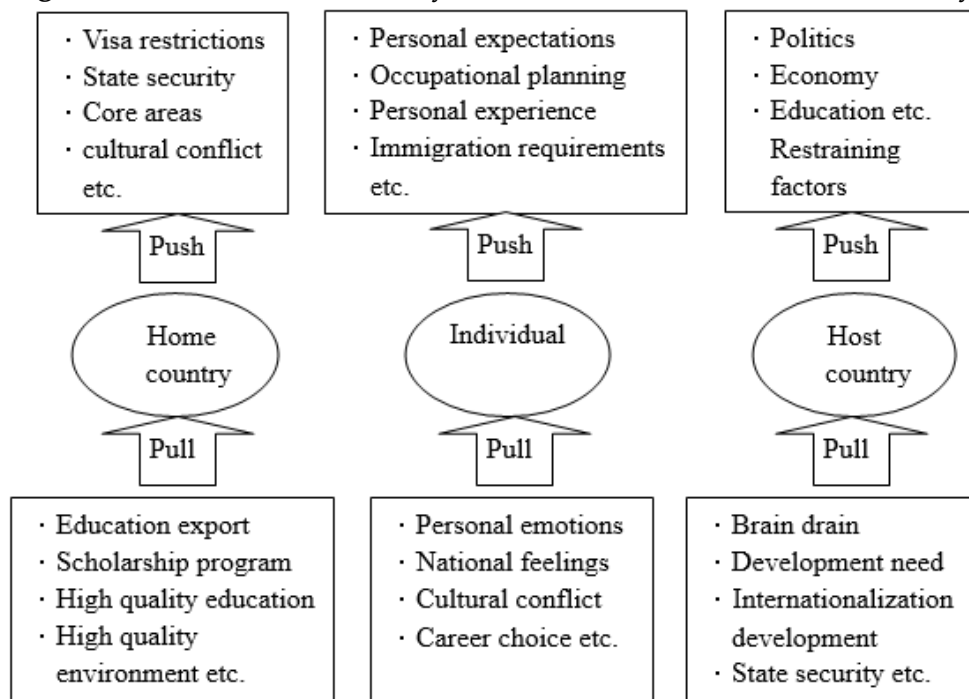 · Visa restrictions
· State security
· Core areas
· cultural conflict
etc.
· Personal expectations
· Occupational planning
· Personal experience
· Immigration requirements
etc.
· Politics
· Economy
· Education etc.
Restraining
factors
Push
Push
Push
Home
country
Individual
Host
country
Pull
Pull
Pull
· Education export
· Scholarship program
· High quality education
· High quality
environment etc.
· Personal emotions
· National feelings
· Cultural conflict
· Career choice etc.
· Brain drain
· Development need
· Internationalization
development
· State security etc.